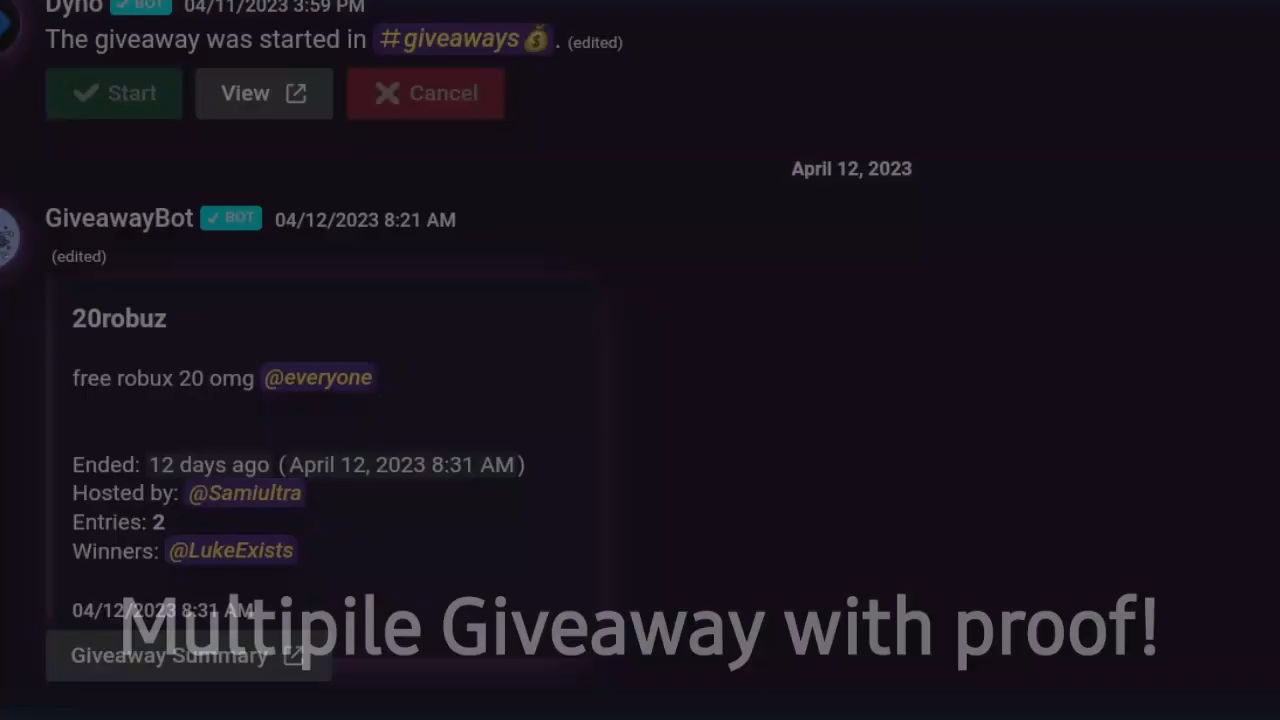 Dyno BOT 04/11/2023 3:59 PM
The giveaway was started in #giveaways💰. (edited)
Start View Cancel
April 12, 2023
GiveawayBot BOT 04/12/2023 8:21 AM
(edited)
20robuz
free robux 20 omg @everyone
Ended: 12 days ago (April 12, 2023 8:31 AM)
Hosted by: @Samiultra
Entries: 2
Winners: @LukeExists
04/12/2023 8:31 AM
Multipile Giveaway with proof!
Giveaway Summary